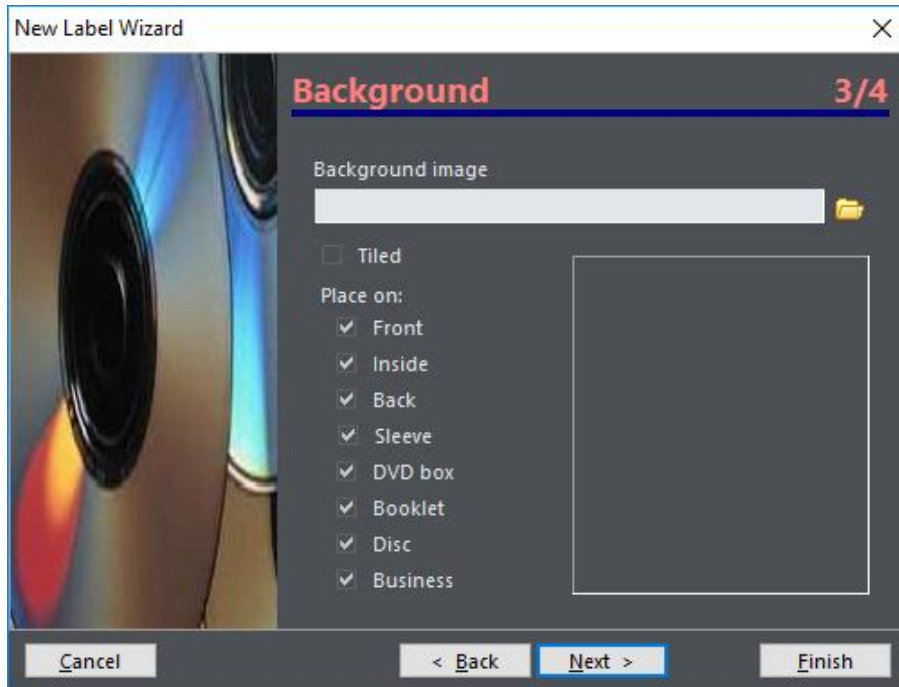 New Label Wizard
Background 3/4
Background image
Tiled
Place on:
Front
Inside
Back
Sleeve
DVD box
Booklet
Disc
Business
Cancel < Back Next > Finish